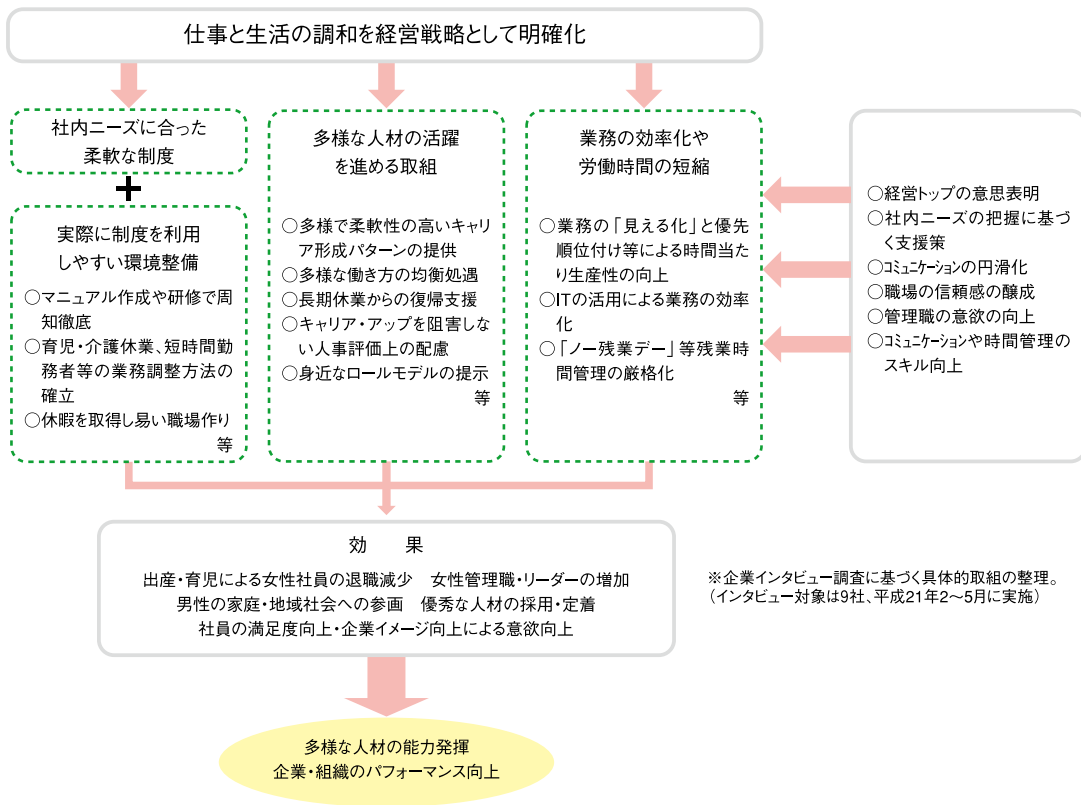 仕事と生活の調和を経営戦略として明確化
社内ニーズに合った
柔軟な制度
+
実際に制度を利用
しやすい環境整備
○マニュアル作成や研修で周
知徹底
○育児・介護休業、短時間勤
務者等の業務調整方法の
確立
○休暇を取得し易い職場作り
等
多様な人材の活躍
を進める取組
○多様で柔軟性の高いキャリ
ア形成パターンの提供
○多様な働き方の均衡処遇
○長期休業からの復帰支援
○キャリア・アップを阻害しな
い人事評価上の配慮
○身近なロールモデルの提示
等
業務の効率化や
労働時間の短縮
○業務の「見える化」と優先
順位付け等による時間当た
り生産性の向上
○ITの活用による業務の効率
化
○「ノー残業デー」等残業時
間管理の厳格化
等
○経営トップの意思表明
○社内ニーズの把握に基づ
く支援策
○コミュニケーションの円滑化
○職場の信頼感の醸成
○管理職の意欲の向上
○コミュニケーションや時間管理の
スキル向上
効　果
出産・育児による女性社員の退職減少　女性管理職・リーダーの増加
男性の家庭・地域社会への参画　優秀な人材の採用・定着
社員の満足度向上・企業イメージ向上による意欲向上
※企業インタビュー調査に基づく具体的取組の整理。
（インタビュー対象は9社、平成21年2～5月に実施）
多様な人材の能力発揮
企業・組織のパフォーマンス向上